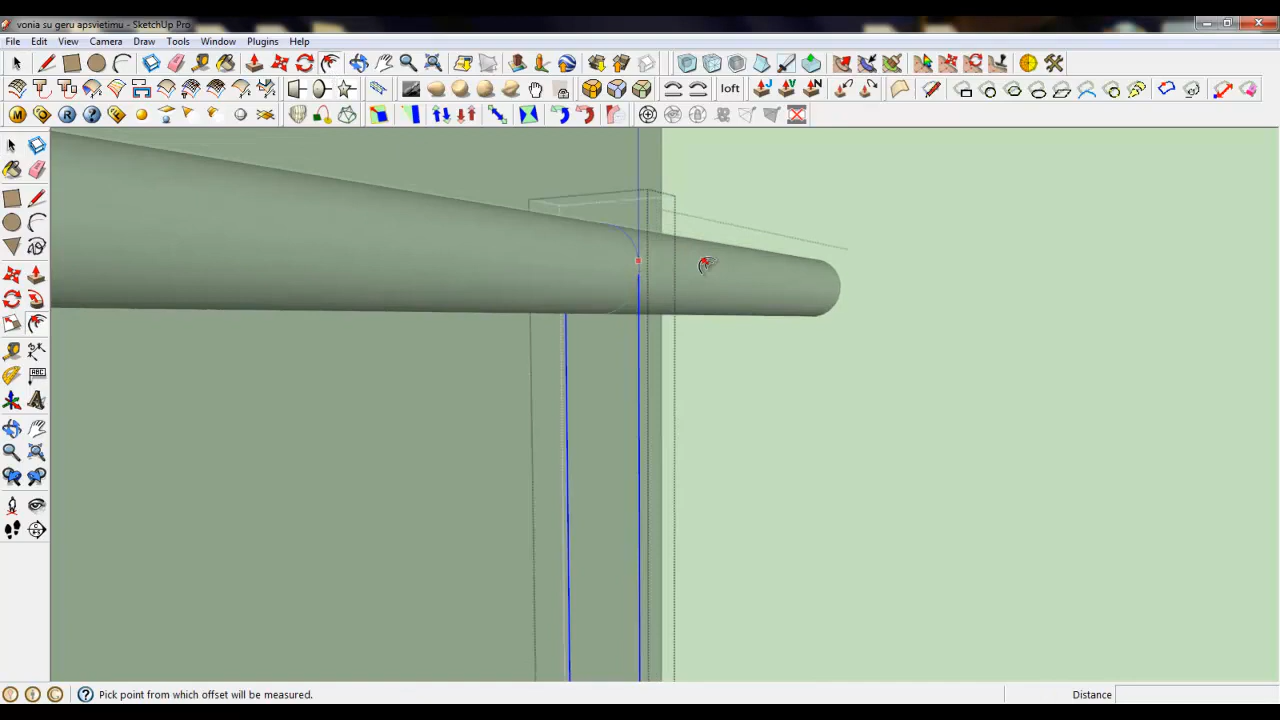 vonia su geru apsvietimu - SketchUp Pro
File Edit View Camera Draw Tools Window Plugins Help
loft
Pick point from which offset will be measured. Distance